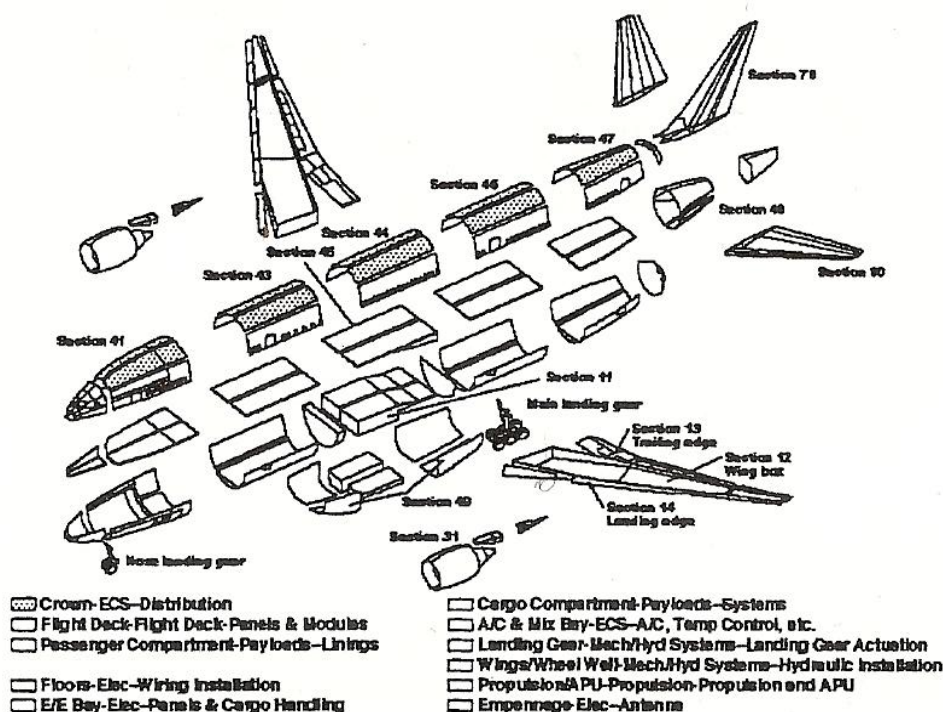 Section 78
Section 47
Section 46
Section 48
Section 44
Section 45
Section 80
Section 43
Section 41
Section 11
Main landing gear
Section 13
Trailing edge
Section 12
Wing box
Section 49
Section 14
Landing edge
Section 31
Nose landing gear
Crown-ECS-Distribution
Flight Deck-Flight Deck-Panels & Modules
Passenger Compartment-Payloads-Linings
Floors-Elec-Wiring Installation
E/E Bay-Elec-Panels & Cargo Handling
Cargo Compartment-Payloads-Systems
A/C & Mix Bay-ECS-A/C, Temp Control, etc.
Landing Gear-Mech/Hyd Systems-Landing Gear Actuation
Wings/Wheel Well-Mech/Hyd Systems-Hydraulic Installation
Propulsion/APU-Propulsion-Propulsion and APU
Empennage-Elec-Antenna